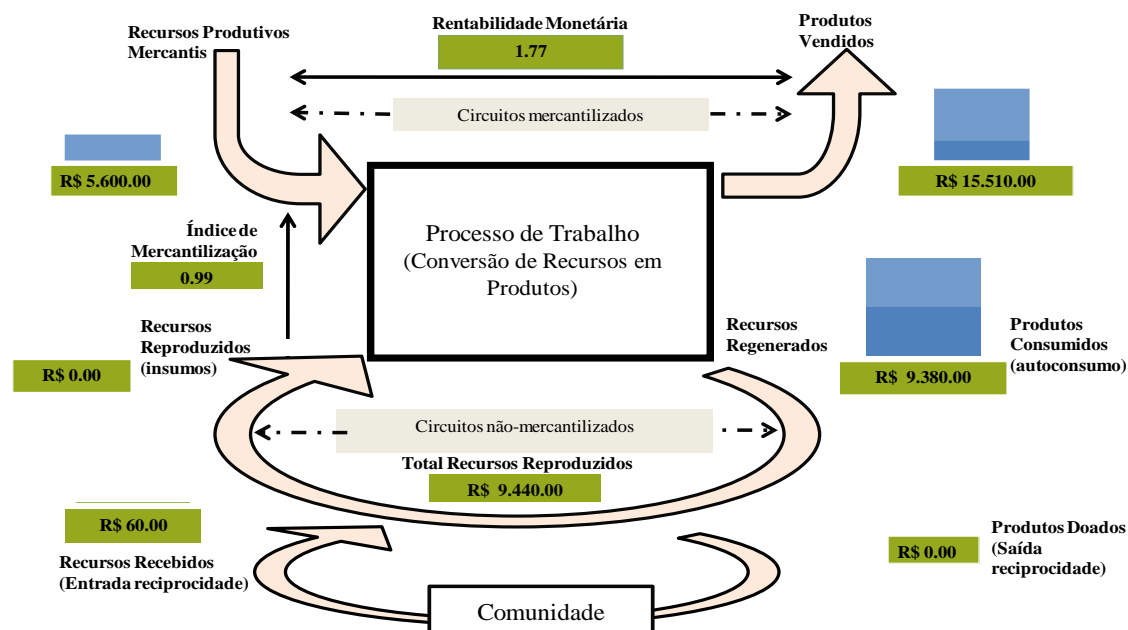 Recursos Produtivos
Mercantis
Rentabilidade Monetária
1.77
Produtos
Vendidos
Circuitos mercantilizados
R$ 5.600.00
R$ 15.510.00
Processo de Trabalho
(Conversão de Recursos em
Produtos)
Índice de
Mercantilização
0.99
Recursos
Reproduzidos
(insumos)
R$ 0.00
Recursos
Regenerados
Produtos
Consumidos
(autoconsumo)
R$ 9.380.00
Circuitos não-mercantilizados
Total Recursos Reproduzidos
R$ 9.440.00
R$ 60.00
Recursos Recebidos
(Entrada reciprocidade)
R$ 0.00
Produtos Doados
(Saída
reciprocidade)
Comunidade